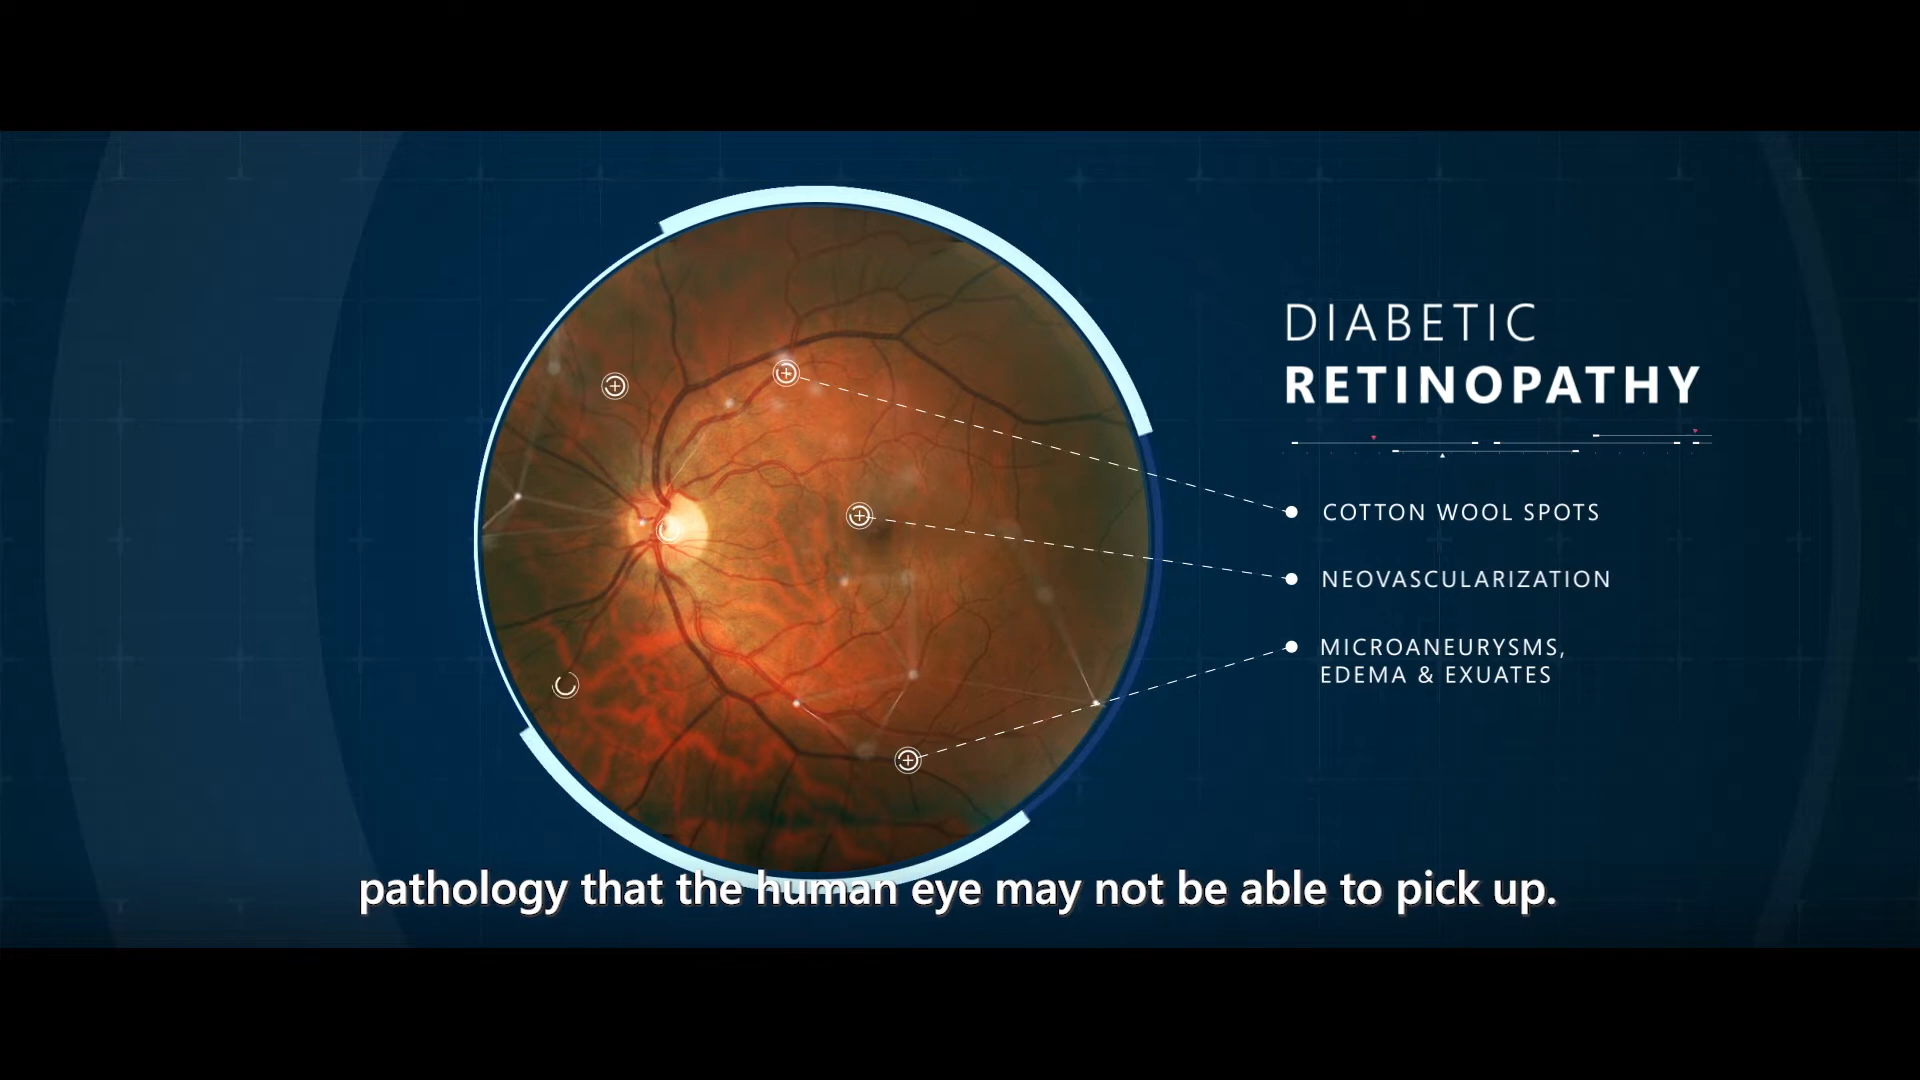 DIABETIC
RETINOPATHY
COTTON WOOL SPOTS
NEOVASCULARIZATION
MICROANEURYSMS,
EDEMA & EXUATES
pathology that the human eye may not be able to pick up.